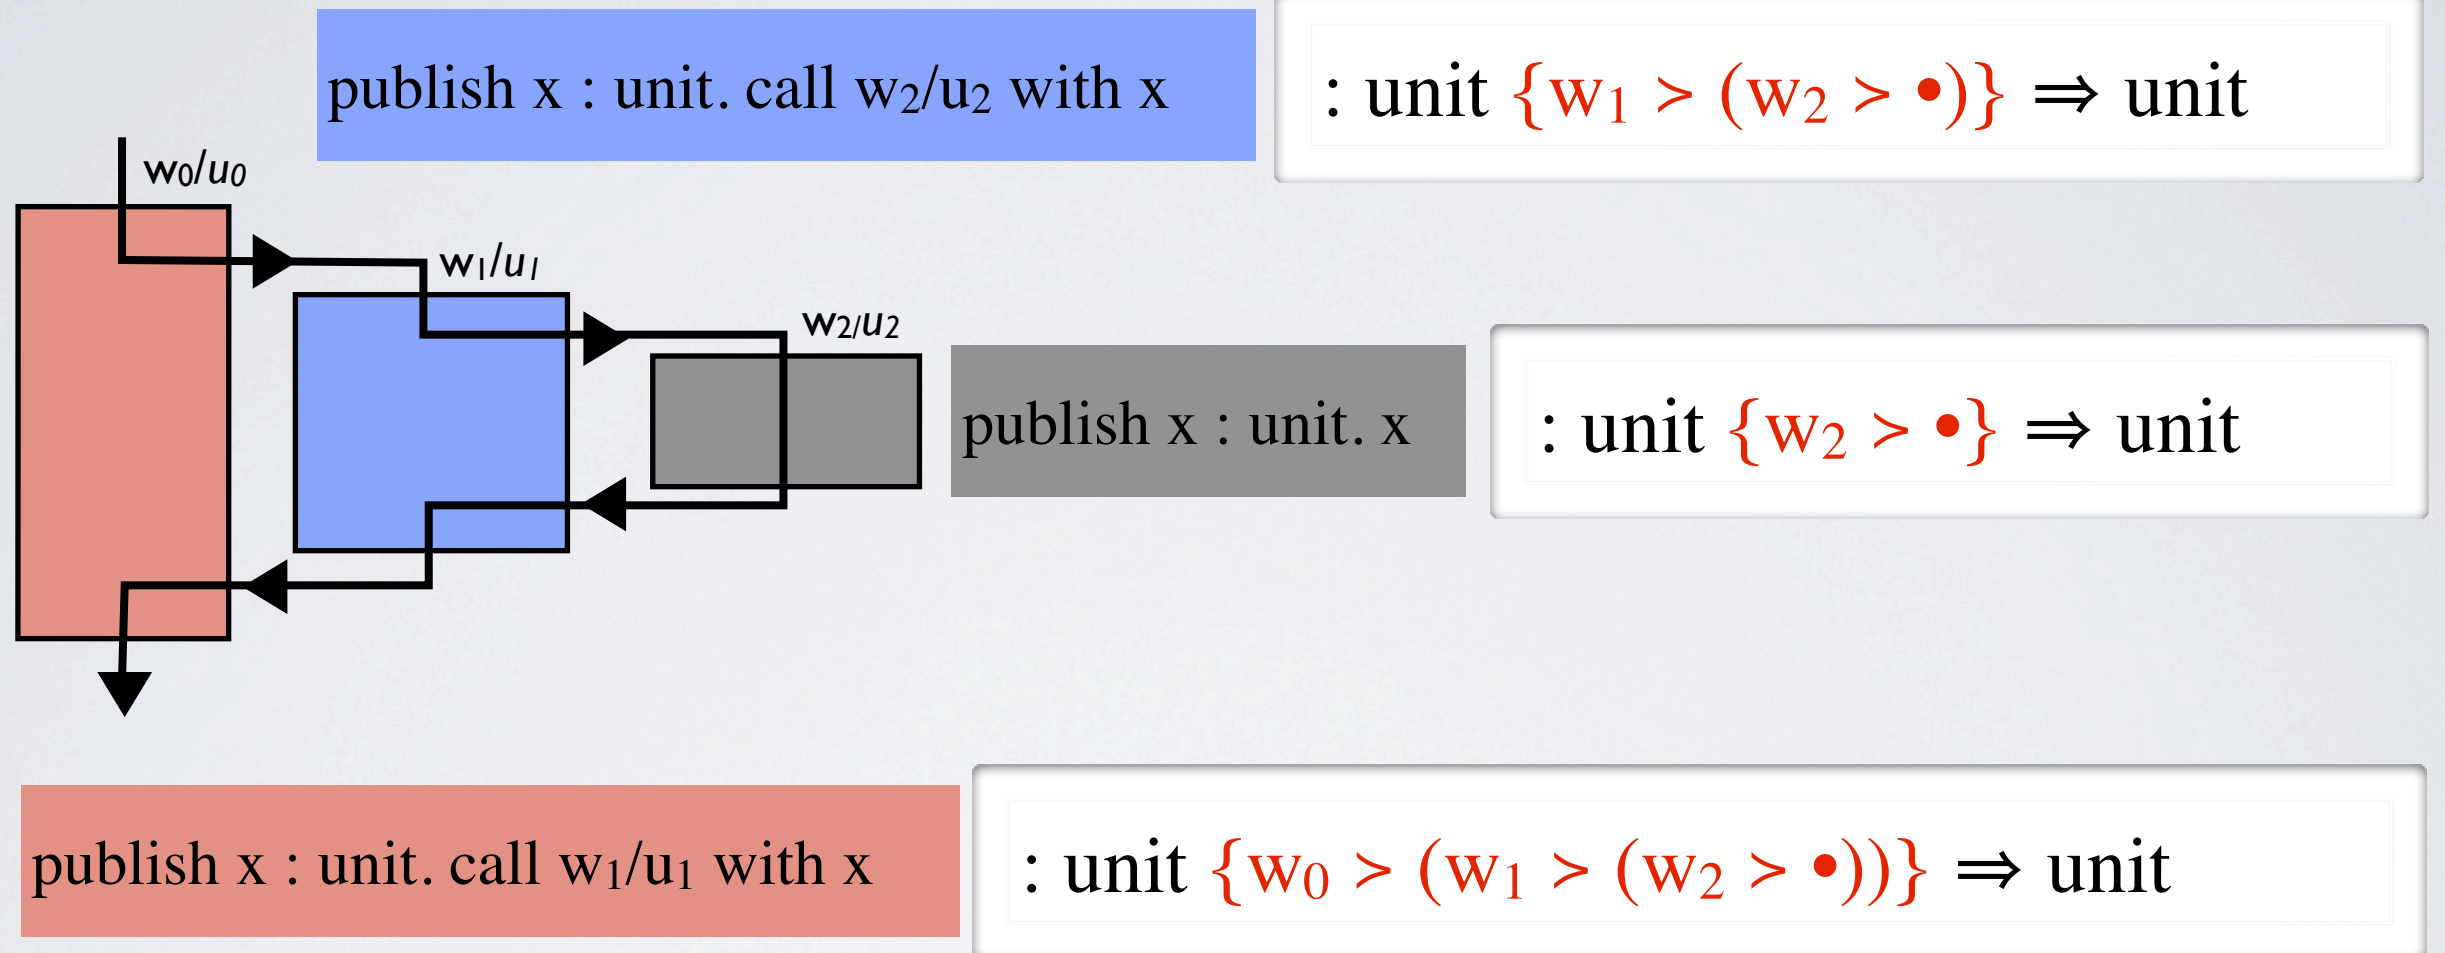 publish x : unit. call w₂/u₂ with x
: unit {w₁ > (w₂ > •)} ⇒ unit
w₀/u₀
w₁/u₁
w₂/u₂
publish x : unit. x
: unit {w₂ > •} ⇒ unit
publish x : unit. call w₁/u₁ with x
: unit {w₀ > (w₁ > (w₂ > •))} ⇒ unit